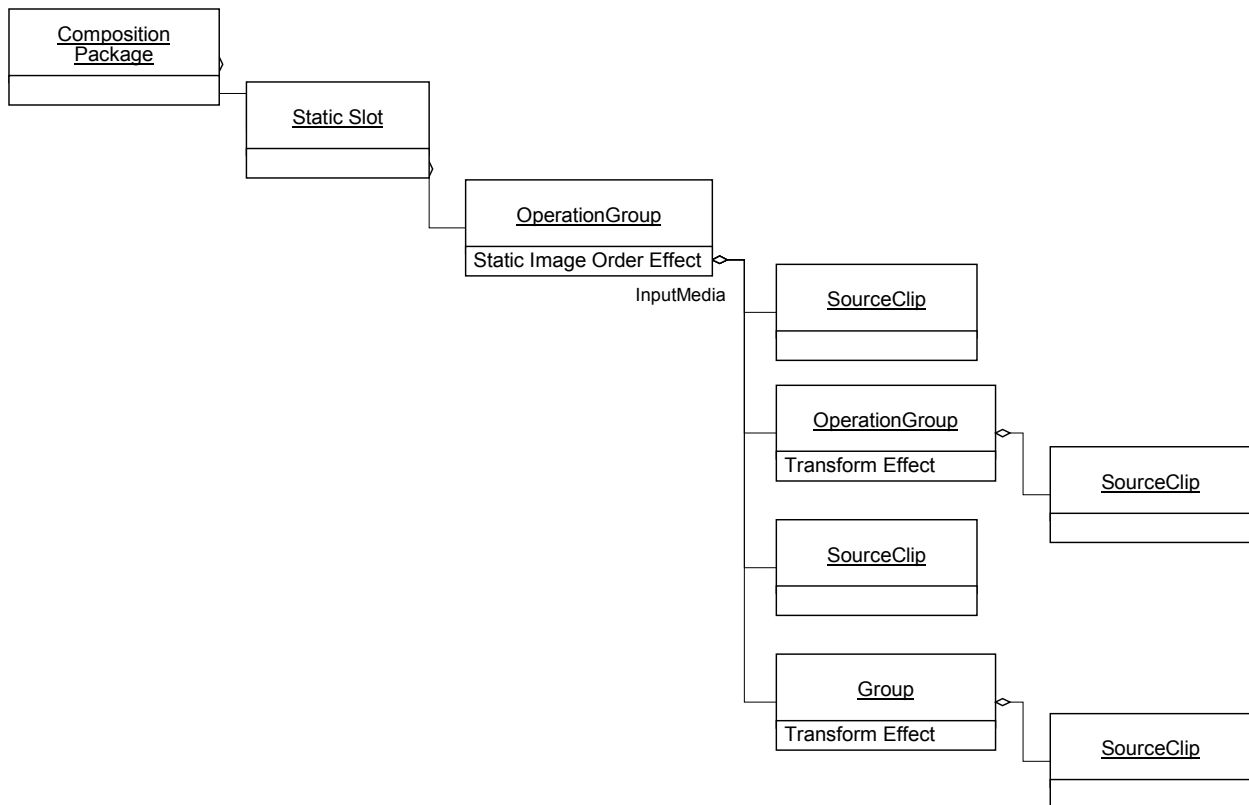 Composition
Package
Static Slot
OperationGroup
Static Image Order Effect
InputMedia
SourceClip
OperationGroup
Transform Effect
SourceClip
SourceClip
Group
Transform Effect
SourceClip